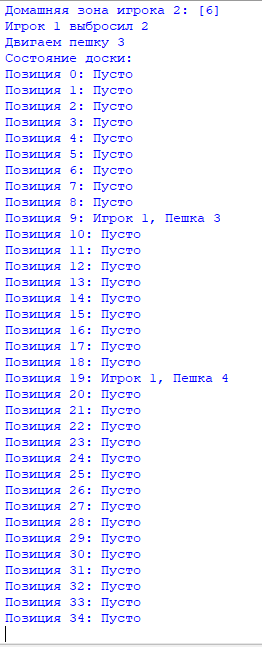 Домашняя зона игрока 2: [6]
Игрок 1 выбросил 2
Двигаем пешку 3
Состояние доски:
Позиция 0: Пусто
Позиция 1: Пусто
Позиция 2: Пусто
Позиция 3: Пусто
Позиция 4: Пусто
Позиция 5: Пусто
Позиция 6: Пусто
Позиция 7: Пусто
Позиция 8: Пусто
Позиция 9: Игрок 1, Пешка 3
Позиция 10: Пусто
Позиция 11: Пусто
Позиция 12: Пусто
Позиция 13: Пусто
Позиция 14: Пусто
Позиция 15: Пусто
Позиция 16: Пусто
Позиция 17: Пусто
Позиция 18: Пусто
Позиция 19: Игрок 1, Пешка 4
Позиция 20: Пусто
Позиция 21: Пусто
Позиция 22: Пусто
Позиция 23: Пусто
Позиция 24: Пусто
Позиция 25: Пусто
Позиция 26: Пусто
Позиция 27: Пусто
Позиция 28: Пусто
Позиция 29: Пусто
Позиция 30: Пусто
Позиция 31: Пусто
Позиция 32: Пусто
Позиция 33: Пусто
Позиция 34: Пусто